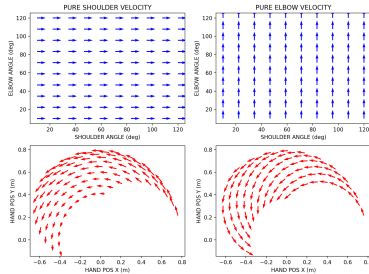 PURE SHOULDER VELOCITY
PURE ELBOW VELOCITY
ELBOW ANGLE (deg)
120
100
80
60
40
20
20 40 60 80 100 120
SHOULDER ANGLE (deg)
ELBOW ANGLE (deg)
120
100
80
60
40
20
20 40 60 80 100 120
SHOULDER ANGLE (deg)
HAND POS Y (m)
0.8
0.6
0.4
0.2
0.0
−0.6 −0.4 −0.2 0.0 0.2 0.4 0.6 0.8
HAND POS X (m)
HAND POS Y (m)
0.8
0.6
0.4
0.2
0.0
−0.6 −0.4 −0.2 0.0 0.2 0.4 0.6 0.8
HAND POS X (m)